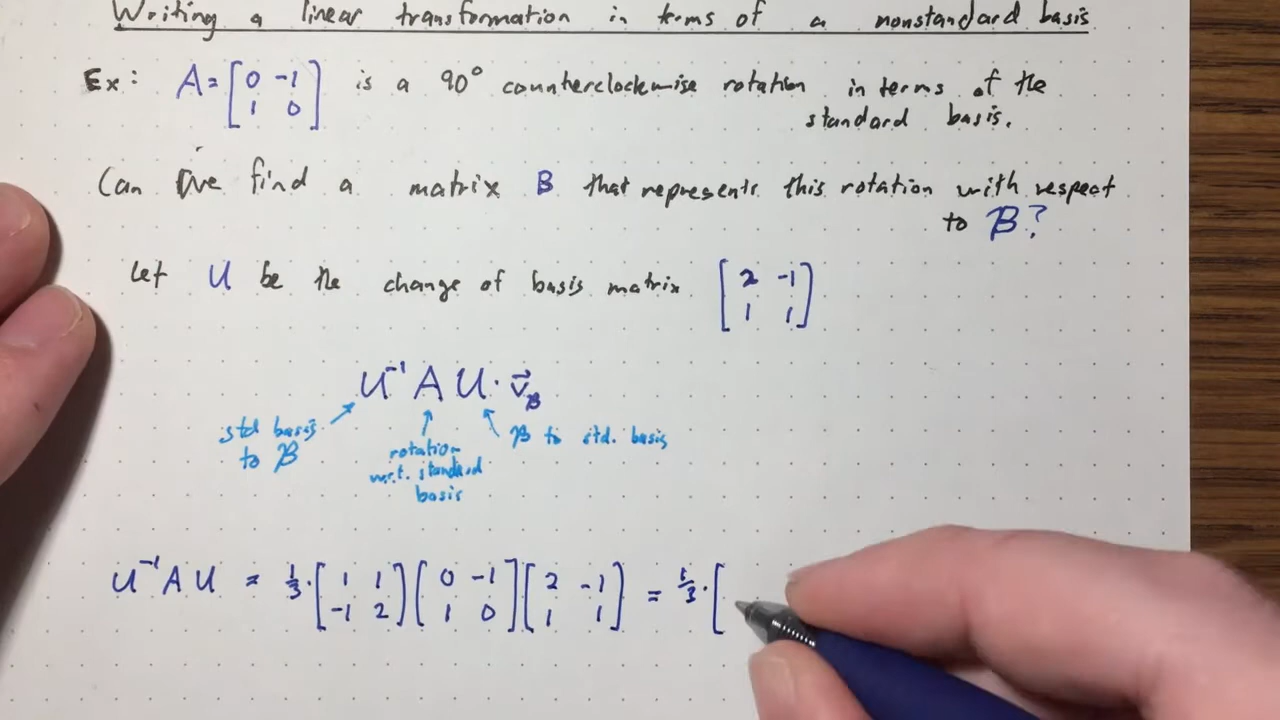 Writing a linear transformation in terms of a nonstandard basis
Ex: A = [0 -1; 1 0] is a 90° counterclockwise rotation in terms of the
standard basis.
Can we find a matrix B that represents this rotation with respect
to B?
Let U be the change of basis matrix [2 -1; 1 1]
U⁻¹ A U · v⃗_B
std basis
to B
rotation
w.r.t. standard
basis
B to std. basis
U⁻¹ A U = 1/3 · [1 1; -1 2] [0 -1; 1 0] [2 -1; 1 1] = 1/3 · [